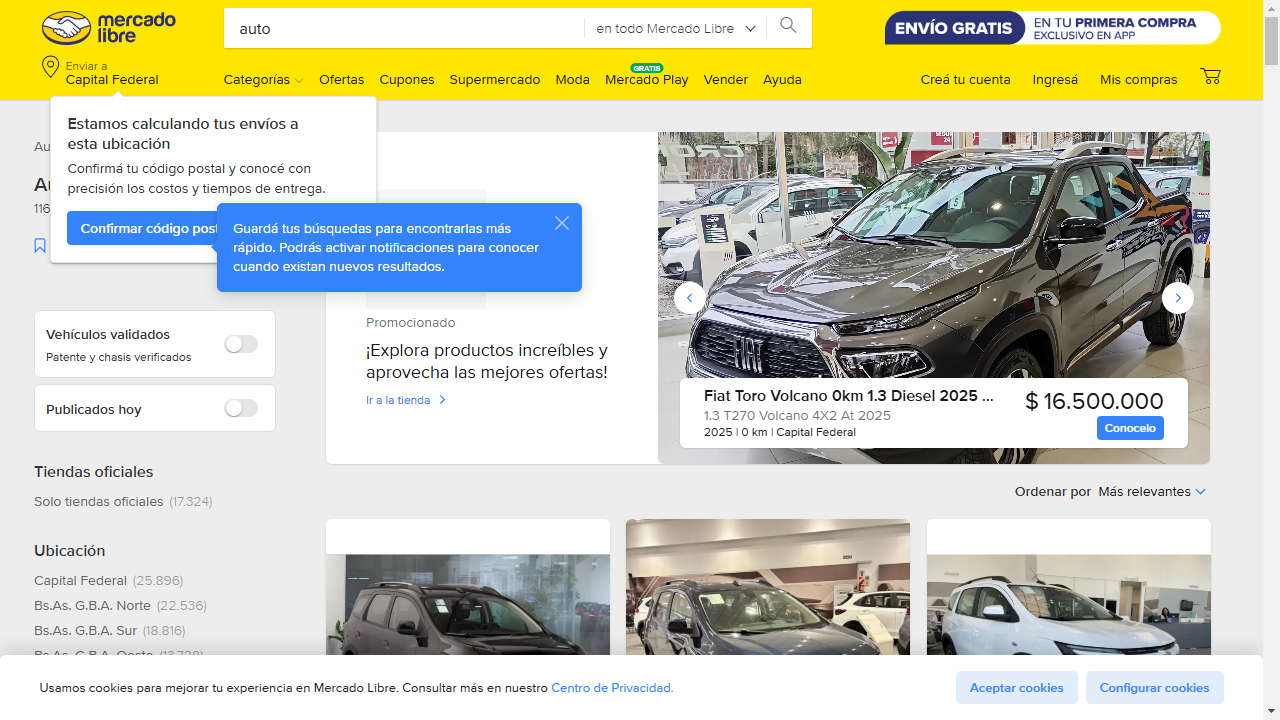 mercado
libre
auto
en todo Mercado Libre
ENVÍO GRATIS
EN TU PRIMERA COMPRA
EXCLUSIVO EN APP
Enviar a
Capital Federal
Categorías
Ofertas
Cupones
Supermercado
Moda
GRATIS
Mercado Play
Vender
Ayuda
Creá tu cuenta
Ingresá
Mis compras
Estamos calculando tus envíos a
esta ubicación
Confirmá tu código postal y conocé con
precisión los costos y tiempos de entrega.
Confirmar código post
Au
Au
116
Guardá tus búsquedas para encontrarlas más
rápido. Podrás activar notificaciones para conocer
cuando existan nuevos resultados.
Vehículos validados
Patente y chasis verificados
Publicados hoy
Tiendas oficiales
Solo tiendas oficiales (17.324)
Ubicación
Capital Federal (25.896)
Bs.As. G.B.A. Norte (22.536)
Bs.As. G.B.A. Sur (18.816)
Bs.As. G.B.A. Oeste (13.728)
Promocionado
¡Explora productos increíbles y
aprovecha las mejores ofertas!
Ir a la tienda
FIAT
Fiat Toro Volcano 0km 1.3 Diesel 2025 ...
1.3 T270 Volcano 4X2 At 2025
2025 | 0 km | Capital Federal
$ 16.500.000
Conocelo
Ordenar por Más relevantes
Usamos cookies para mejorar tu experiencia en Mercado Libre. Consultar más en nuestro Centro de Privacidad.
Aceptar cookies
Configurar cookies